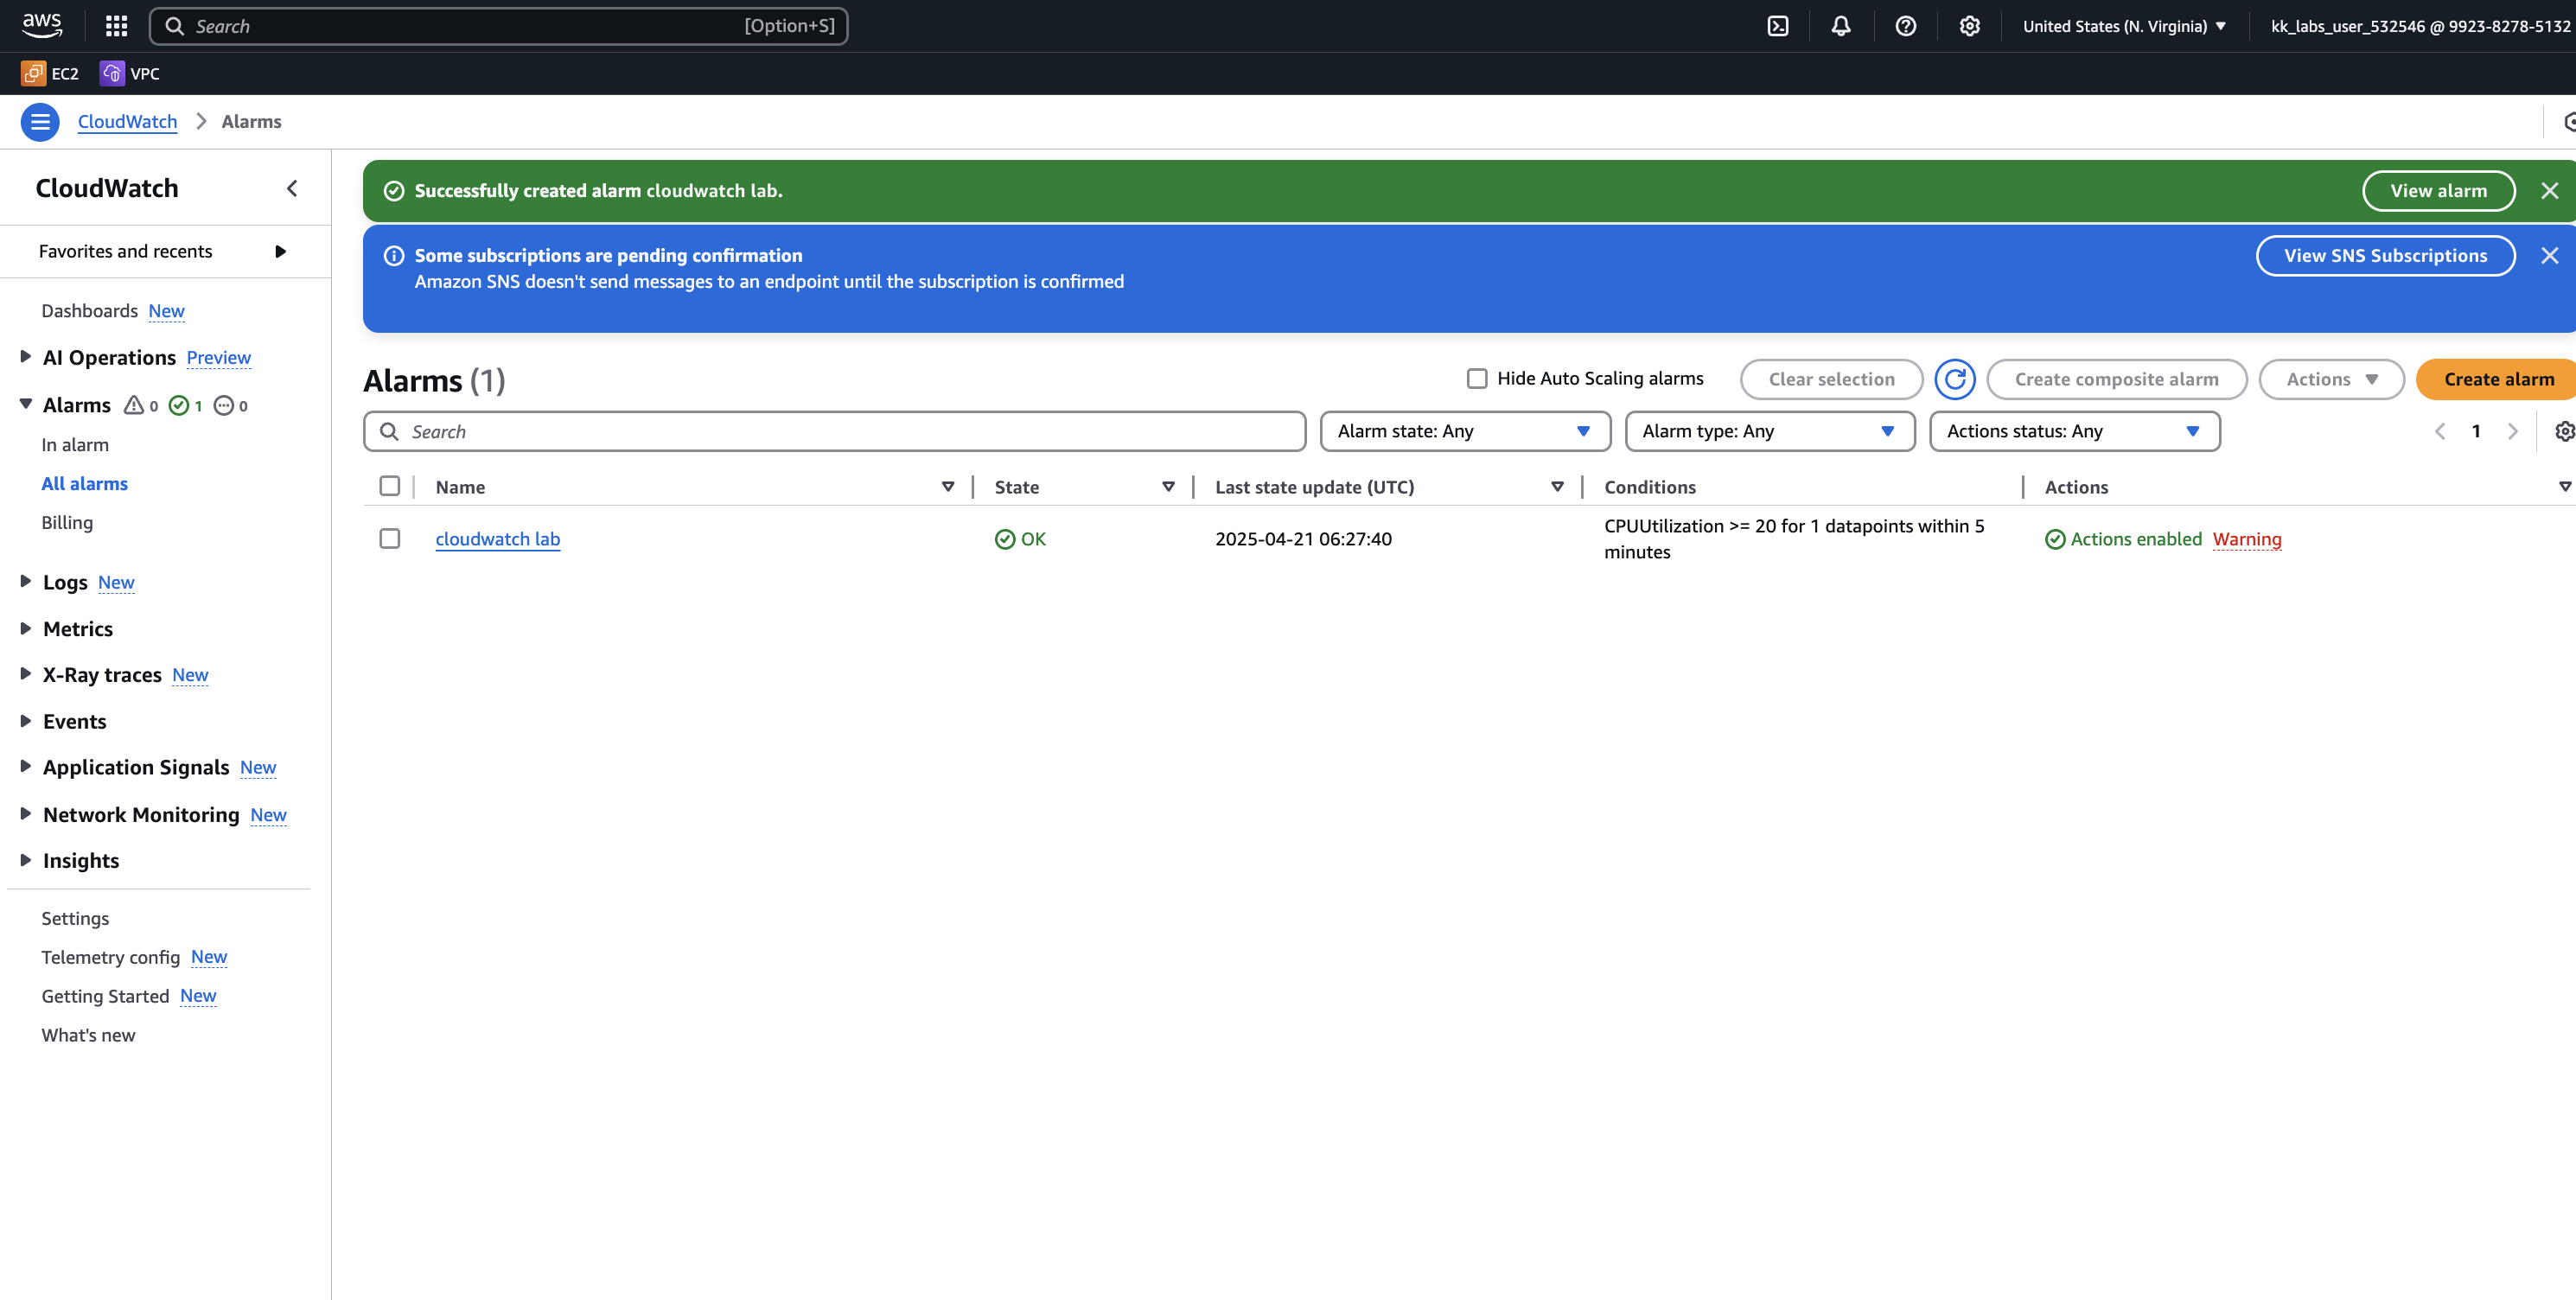 aws
Search [Option+S]
United States (N. Virginia)
kk_labs_user_532546 @ 9923-8278-5132
EC2
VPC
CloudWatch
Alarms
CloudWatch
Favorites and recents
Dashboards New
AI Operations Preview
Alarms 0 1 0
In alarm
All alarms
Billing
Logs New
Metrics
X-Ray traces New
Events
Application Signals New
Network Monitoring New
Insights
Settings
Telemetry config New
Getting Started New
What's new
Successfully created alarm cloudwatch lab.
View alarm
Some subscriptions are pending confirmation
Amazon SNS doesn't send messages to an endpoint until the subscription is confirmed
View SNS Subscriptions
Alarms (1)
Hide Auto Scaling alarms
Clear selection
Create composite alarm
Actions
Create alarm
Search
Alarm state: Any
Alarm type: Any
Actions status: Any
1
Name State Last state update (UTC) Conditions Actions
cloudwatch lab OK 2025-04-21 06:27:40
CPUUtilization >= 20 for 1 datapoints within 5
minutes
Actions enabled Warning